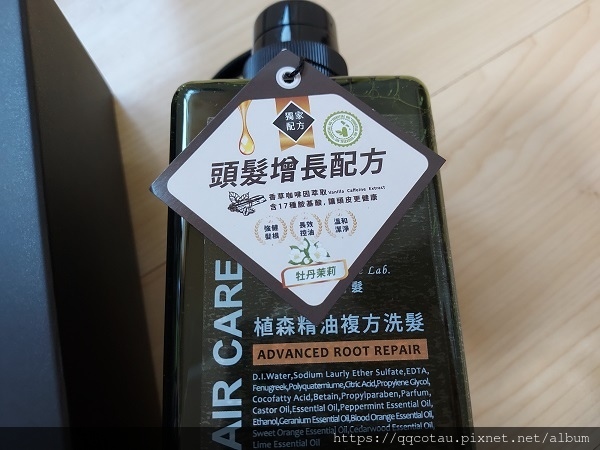 獨家
配方
頭髮增長配方
香草咖啡因萃取 Vanilla Caffeine Extract
含17種胺基酸，讓頭皮更健康
強健
髮根
長效
控油
溫和
潔淨
牡丹茉莉
Lab.
髮
AIR CARE
植森精油複方洗髮
ADVANCED ROOT REPAIR
D.I.Water,Sodium Laurly Ether Sulfate,EDTA,
Fenugreek,Polyquaternium,Citric Acid,Propylene Glycol,
Cocofatty Acid,Betain,Propylparaben,Parfum,
Castor Oil,Essential Oil,Peppermint Essential Oil,
Ethanol,Geranium Essential Oil,Blood Orange Essential Oil,
Sweet Orange Essential Oil,Cedarwood Essential Oil
Lime Essential Oil
https://qqcotau.pixnet.net/album